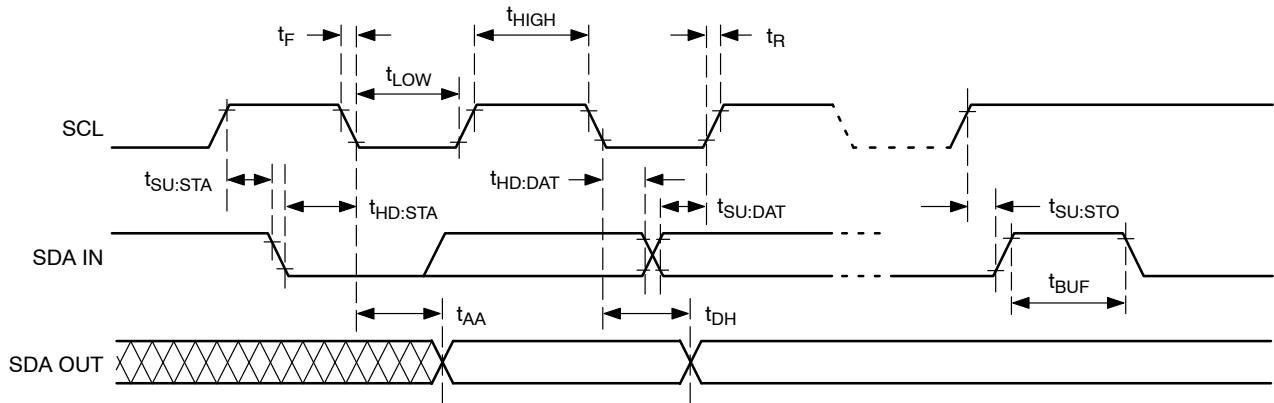 tF
tHIGH
tR
tLOW
SCL
tSU:STA
tHD:STA
tHD:DAT
tSU:DAT
tSU:STO
SDA IN
tBUF
tAA
tDH
SDA OUT